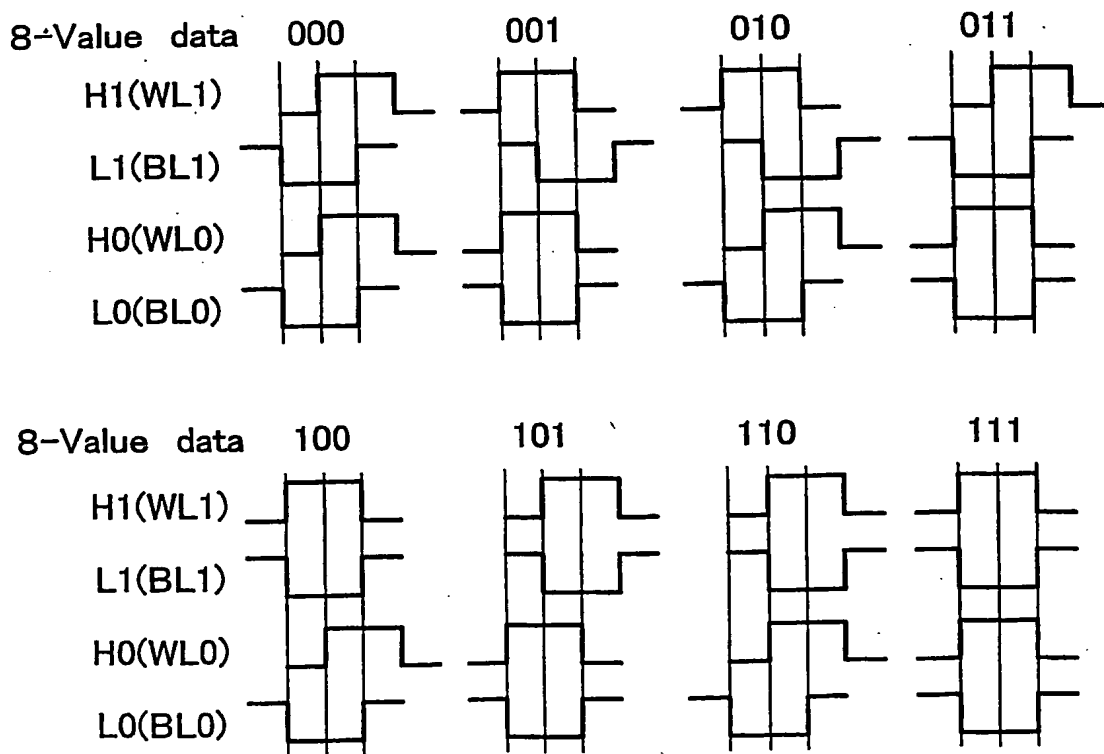 8-Value data 000 001 010 011
H1(WL1)
L1(BL1)
H0(WL0)
L0(BL0)
8-Value data 100 101 110 111
H1(WL1)
L1(BL1)
H0(WL0)
L0(BL0)